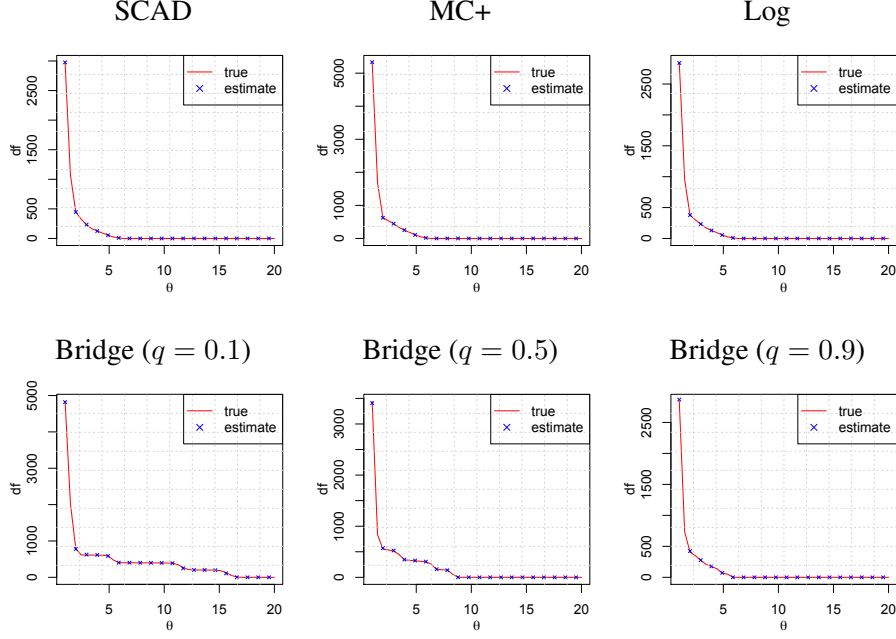 SCAD MC+ Log
df
0 500 1500 2500
5 10 15 20
θ
true
estimate
df
0 1000 3000 5000
5 10 15 20
θ
true
estimate
df
0 500 1500 2500
5 10 15 20
θ
true
estimate
Bridge (q = 0.1) Bridge (q = 0.5) Bridge (q = 0.9)
df
0 1000 3000 5000
5 10 15 20
θ
true
estimate
df
0 1000 2000 3000
5 10 15 20
θ
true
estimate
df
0 500 1500 2500
5 10 15 20
θ
true
estimate